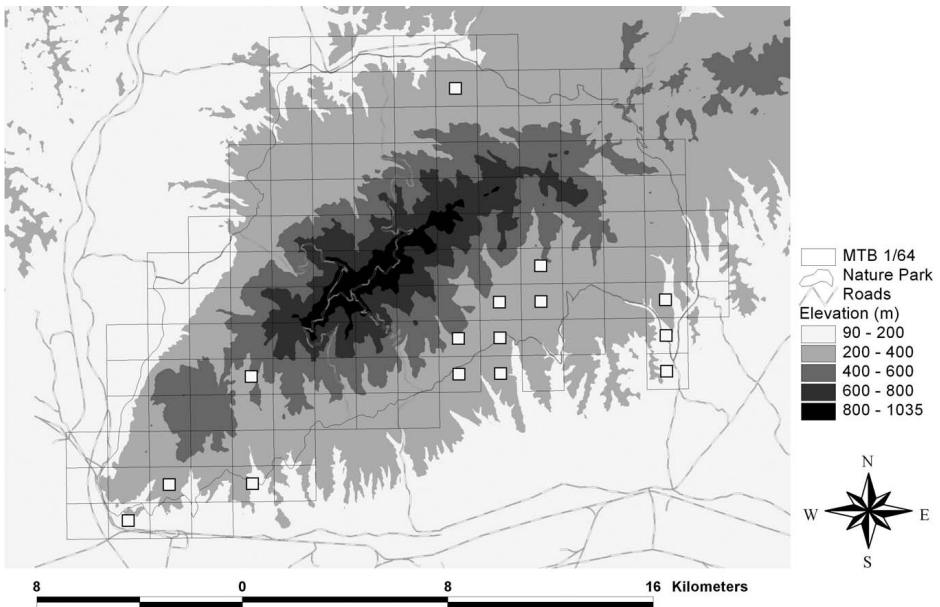 MTB 1/64
Nature Park
Roads
Elevation (m)
90 - 200
200 - 400
400 - 600
600 - 800
800 - 1035
N
W E
S
8 0 8 16 Kilometers